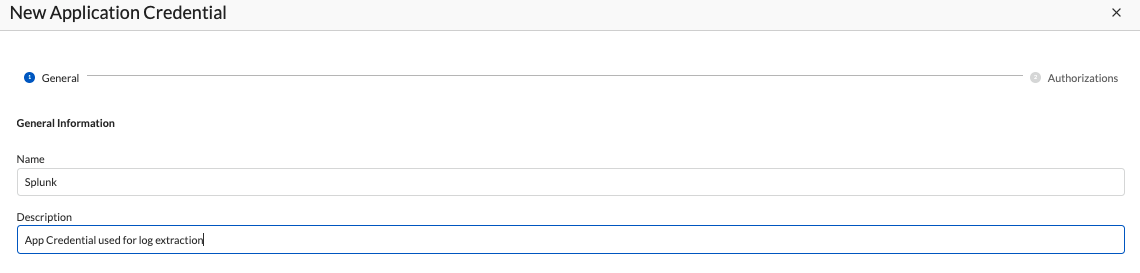 New Application Credential
1 General
2 Authorizations
General Information
Name
Splunk
Description
App Credential used for log extraction